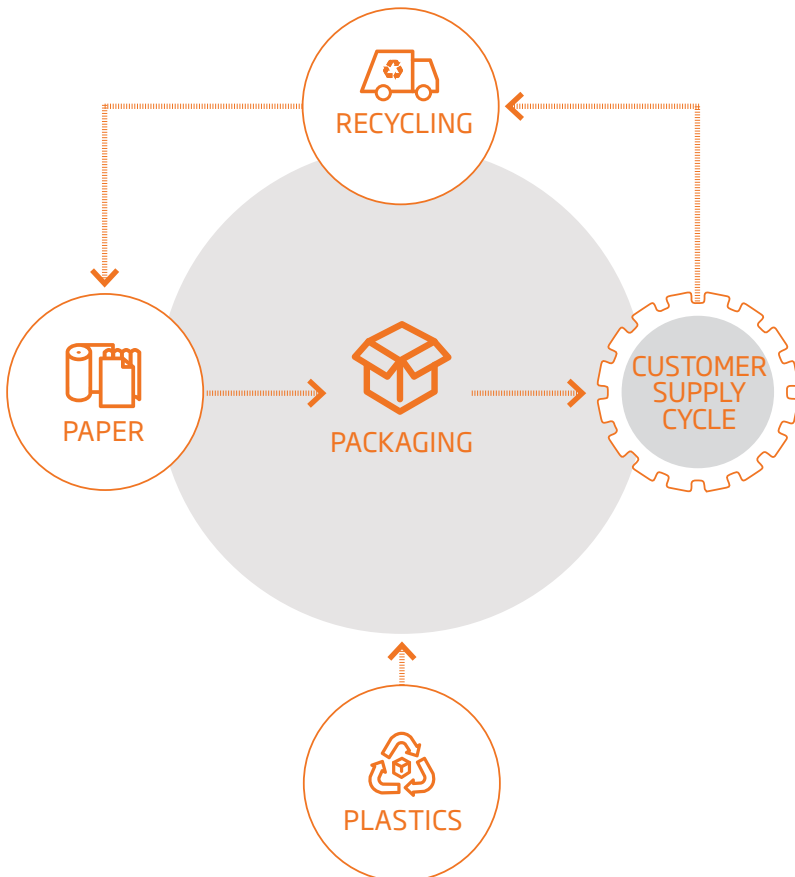 RECYCLING
PAPER
PACKAGING
CUSTOMER
SUPPLY
CYCLE
PLASTICS